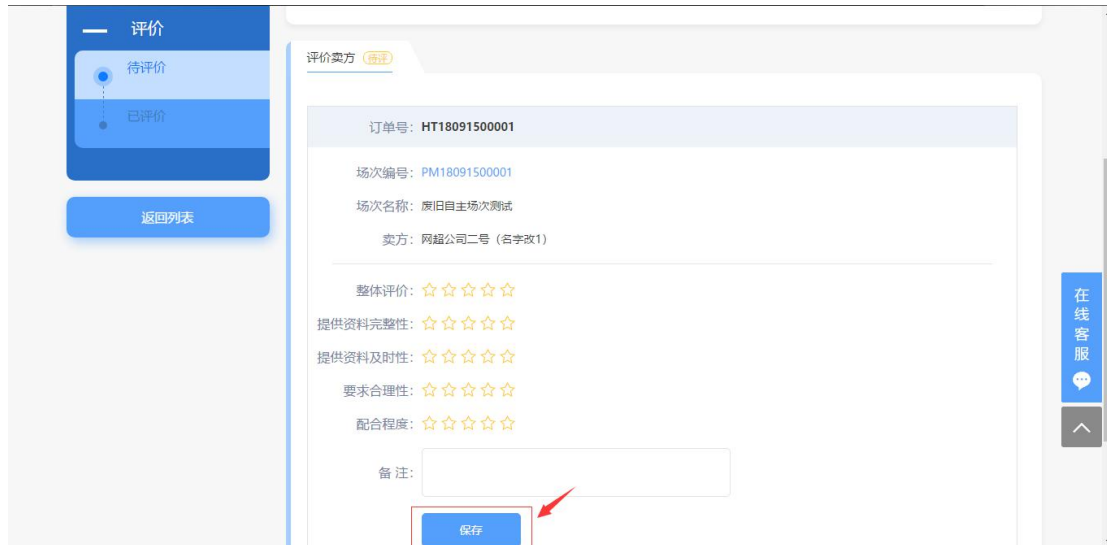 评价
待评价
已评价
返回列表
评价卖方 待评
订单号: HT18091500001
场次编号: PM18091500001
场次名称: 废旧自主场次测试
卖方: 网超公司二号（名字改1）
整体评价:
提供资料完整性:
提供资料及时性:
要求合理性:
配合程度:
备注:
保存
在线客服